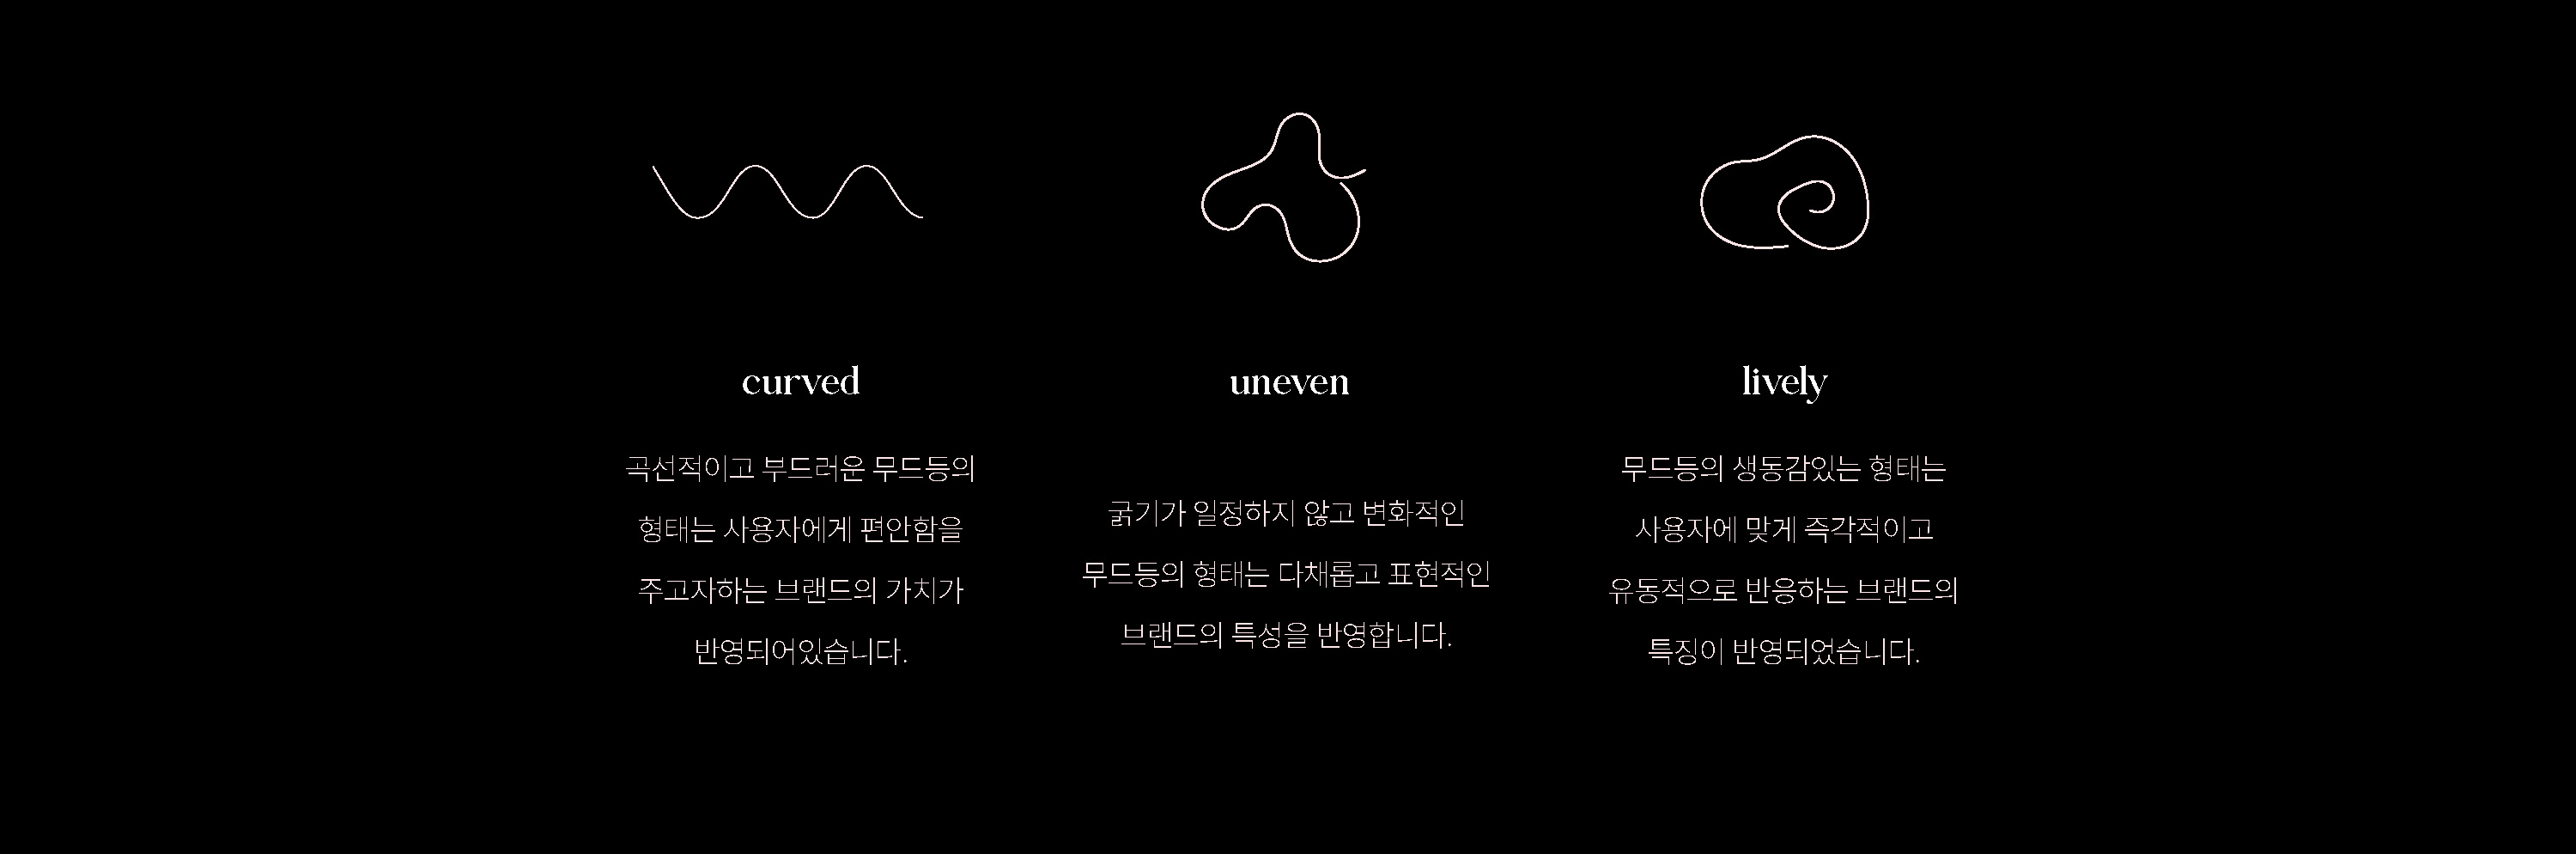 curved
곡선적이고 부드러운 무드등의
형태는 사용자에게 편안함을
주고자하는 브랜드의 가치가
반영되어있습니다.
uneven
굵기가 일정하지 않고 변화적인
무드등의 형태는 다채롭고 표현적인
브랜드의 특성을 반영합니다.
lively
무드등의 생동감있는 형태는
사용자에 맞게 즉각적이고
유동적으로 반응하는 브랜드의
특징이 반영되었습니다.